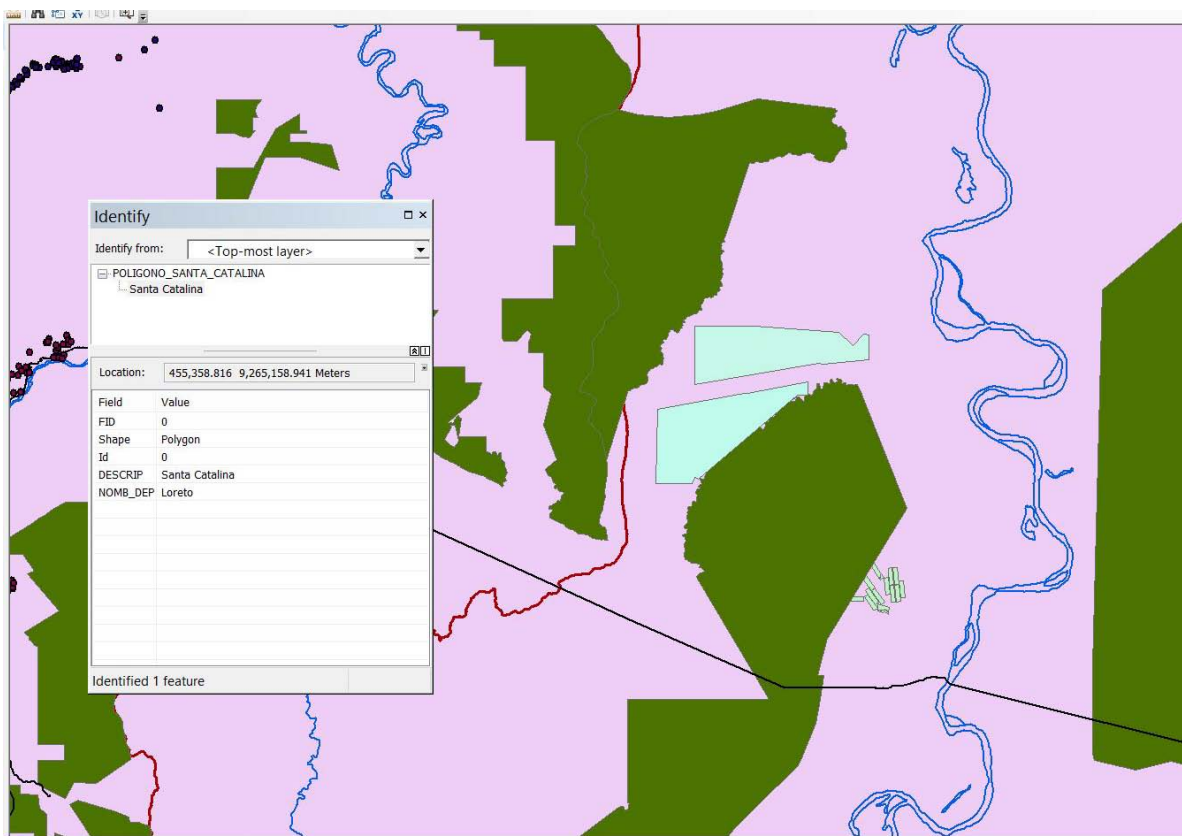 XY
Identify
Identify from: <Top-most layer>
POLIGONO_SANTA_CATALINA
Santa Catalina
Location: 455,358.816 9,265,158.941 Meters
Field Value
FID 0
Shape Polygon
Id 0
DESCRIP Santa Catalina
NOMB_DEP Loreto
Identified 1 feature